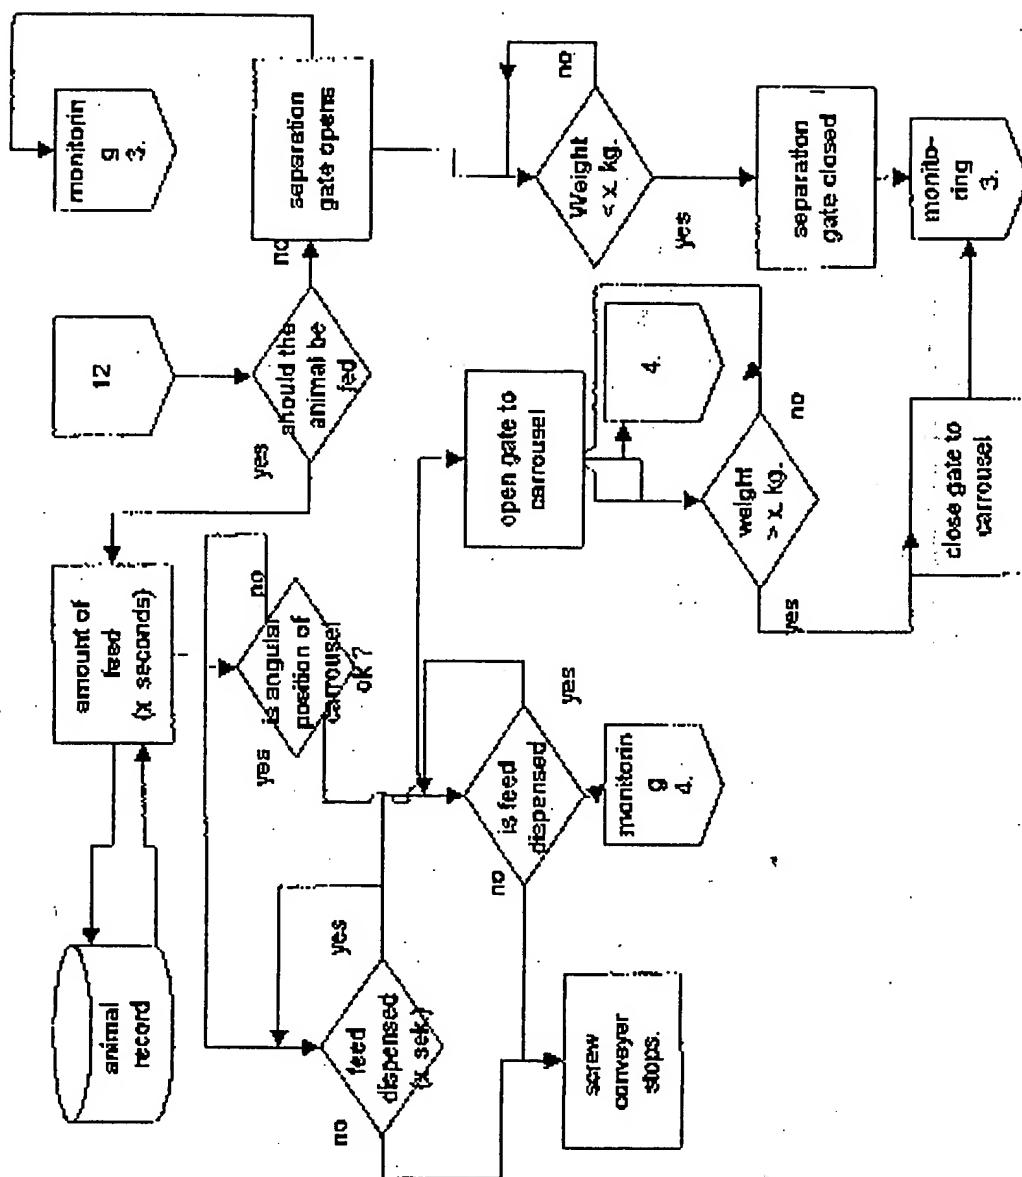 animal
record
amount of
feed
(x seconds)
12
monitorin
g
3.
yes
no
should the
animal be
fed
separation
gate opens
no
yes
is angular
position of
carrousel
ok?
no
yes
feed
dispensed
(x sek.)
open gate to
carrousel
no
yes
is feed
dispensed
Weight
< x kg.
no
yes
monitorin
g
4.
4.
screw
conveyer
stops.
weight
> x kg.
no
yes
separation
gate closed
close gate to
carrousel
monito-
ring
3.